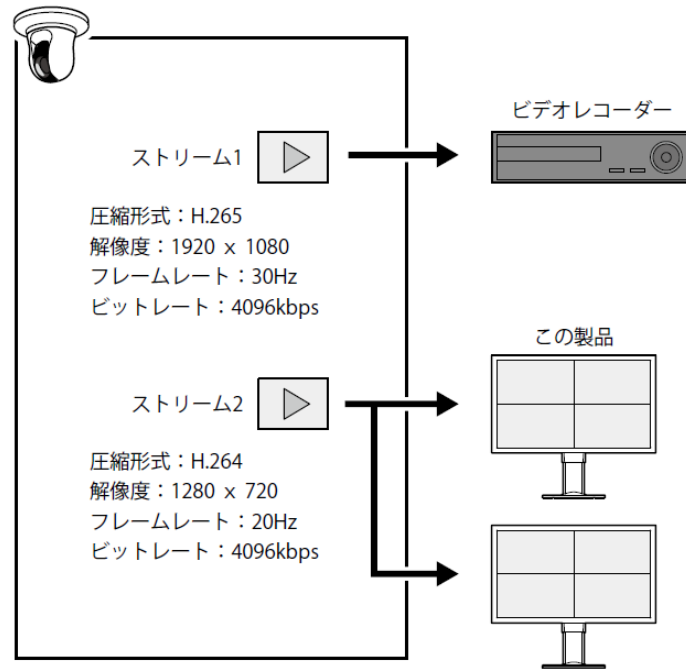 ビデオレコーダー
ストリーム1
圧縮形式：H.265
解像度：1920 x 1080
フレームレート：30Hz
ビットレート：4096kbps
この製品
ストリーム2
圧縮形式：H.264
解像度：1280 x 720
フレームレート：20Hz
ビットレート：4096kbps